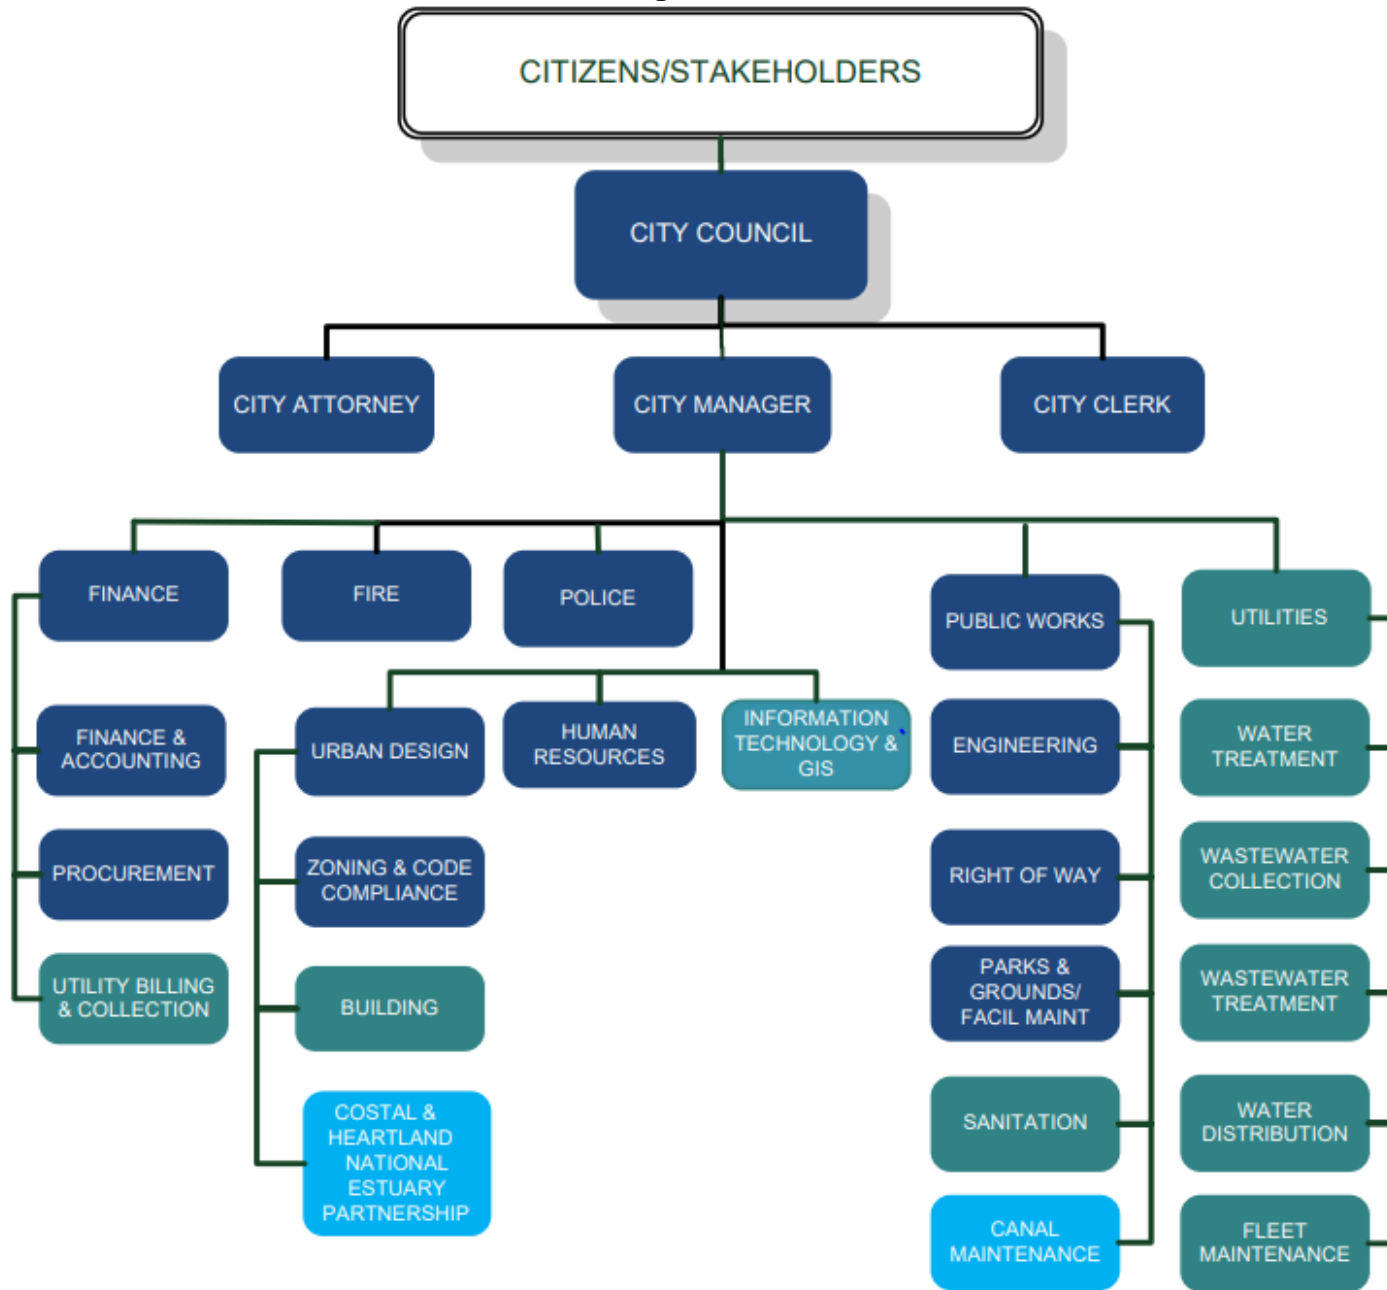 CITIZENS/STAKEHOLDERS
CITY COUNCIL
CITY ATTORNEY
CITY MANAGER
CITY CLERK
FINANCE
FIRE
POLICE
PUBLIC WORKS
UTILITIES
FINANCE &
ACCOUNTING
URBAN DESIGN
HUMAN
RESOURCES
INFORMATION
TECHNOLOGY &
GIS
ENGINEERING
WATER
TREATMENT
PROCUREMENT
ZONING & CODE
COMPLIANCE
RIGHT OF WAY
WASTEWATER
COLLECTION
UTILITY BILLING
& COLLECTION
BUILDING
PARKS &
GROUNDS/
FACIL MAINT
WASTEWATER
TREATMENT
COSTAL &
HEARTLAND
NATIONAL
ESTUARY
PARTNERSHIP
SANITATION
WATER
DISTRIBUTION
CANAL
MAINTENANCE
FLEET
MAINTENANCE